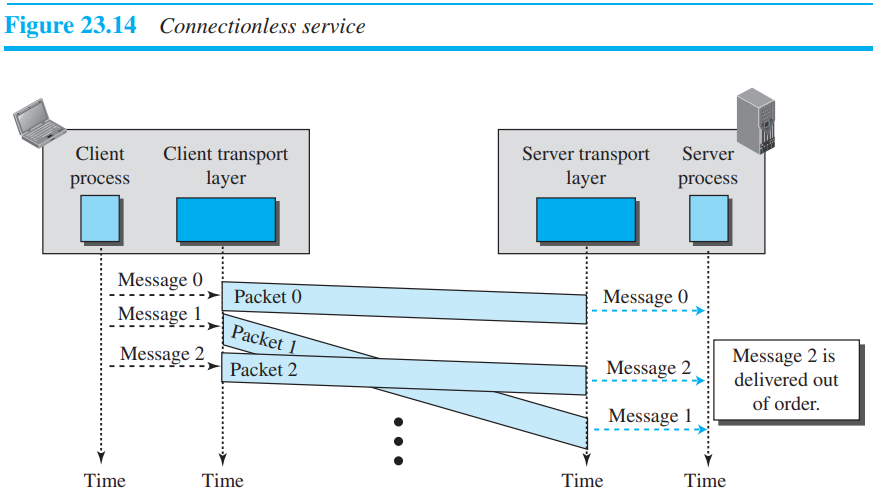 Figure 23.14 Connectionless service
Client process
Client transport layer
Server transport layer
Server process
Message 0
Packet 0
Message 0
Message 1
Packet 1
Message 2
Packet 2
Message 2
Message 2 is
delivered out
of order.
Message 1
Time
Time
Time
Time